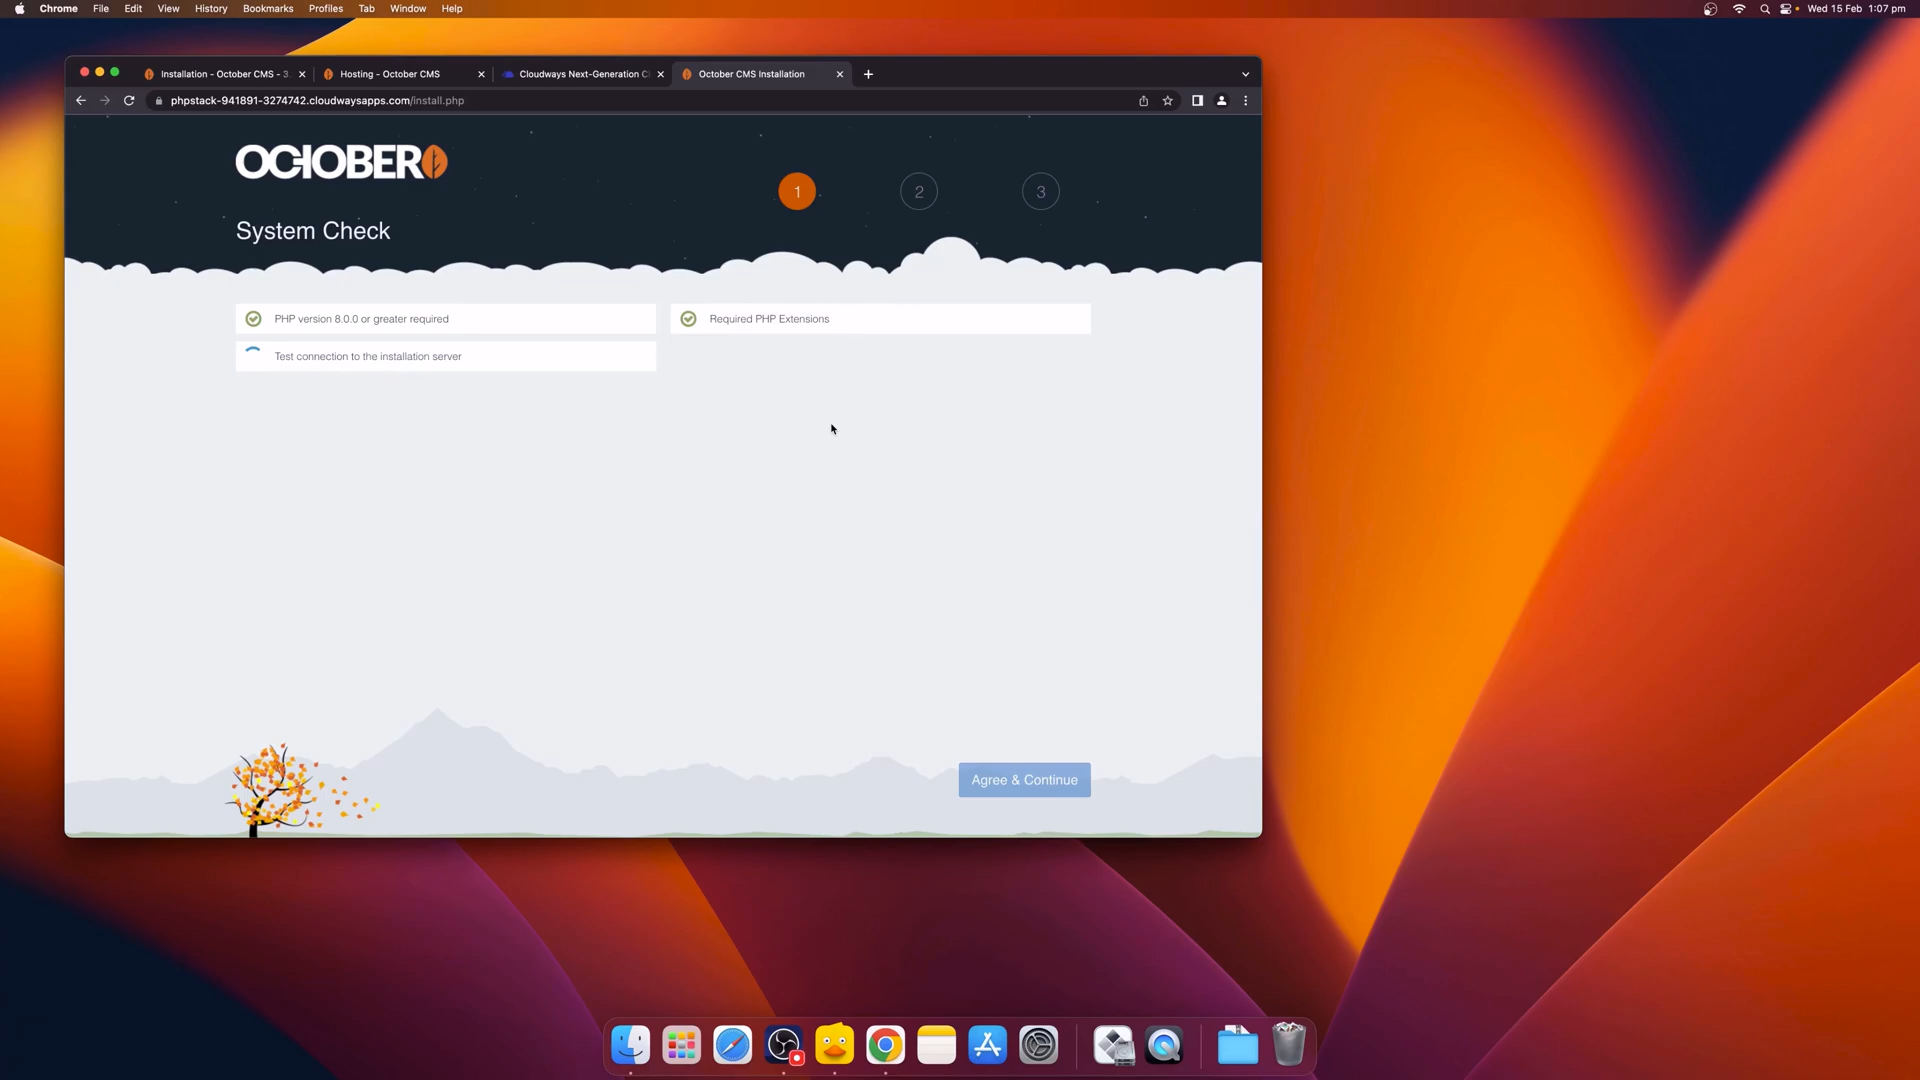 Chrome File Edit View History Bookmarks Profiles Tab Window Help Wed 15 Feb 1:07 pm
Installation - October CMS - 3. Hosting - October CMS Cloudways Next-Generation C October CMS Installation
phpstack-941891-3274742.cloudwaysapps.com/install.php
OCTOBER
1 2 3
System Check
PHP version 8.0.0 or greater required Required PHP Extensions
Test connection to the installation server
Agree & Continue